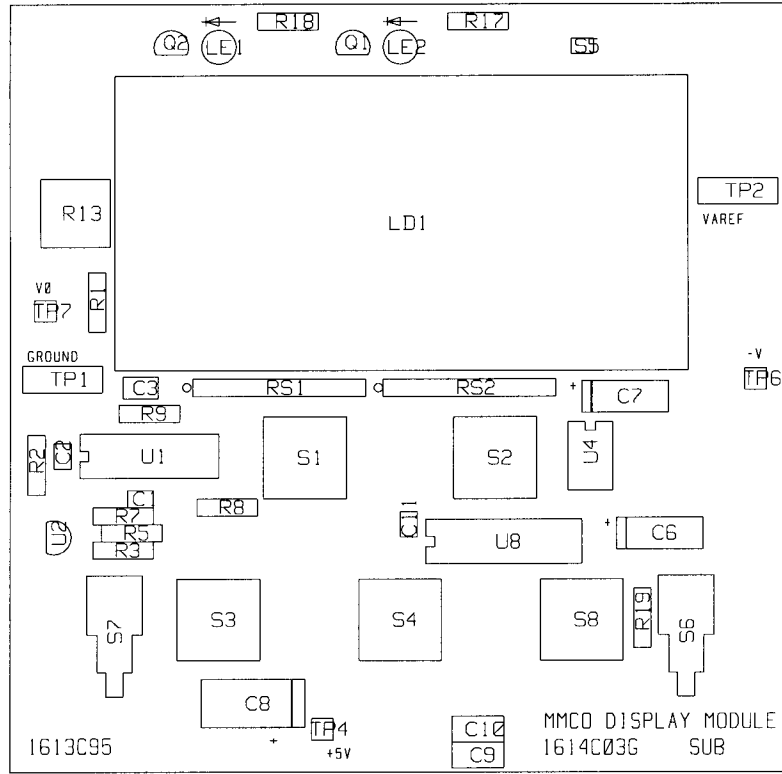 Q2 LE1 R18 Q1 LE2 R17 S5
LD1
R13
TP2
VAREF
V0
TP7
R1
GROUND
TP1
-V
TP6
C3 RS1 RS2 + C7
R9
R2 C2 U1 S1 S2 U4
C
R8
R7
C11
U2
R5
R3
U8
+ C6
S7 S3 S4 S8 R19 S6
C8
+
TP4
+5V
C10
C9
MMCO DISPLAY MODULE
1613C95
1614C03G SUB